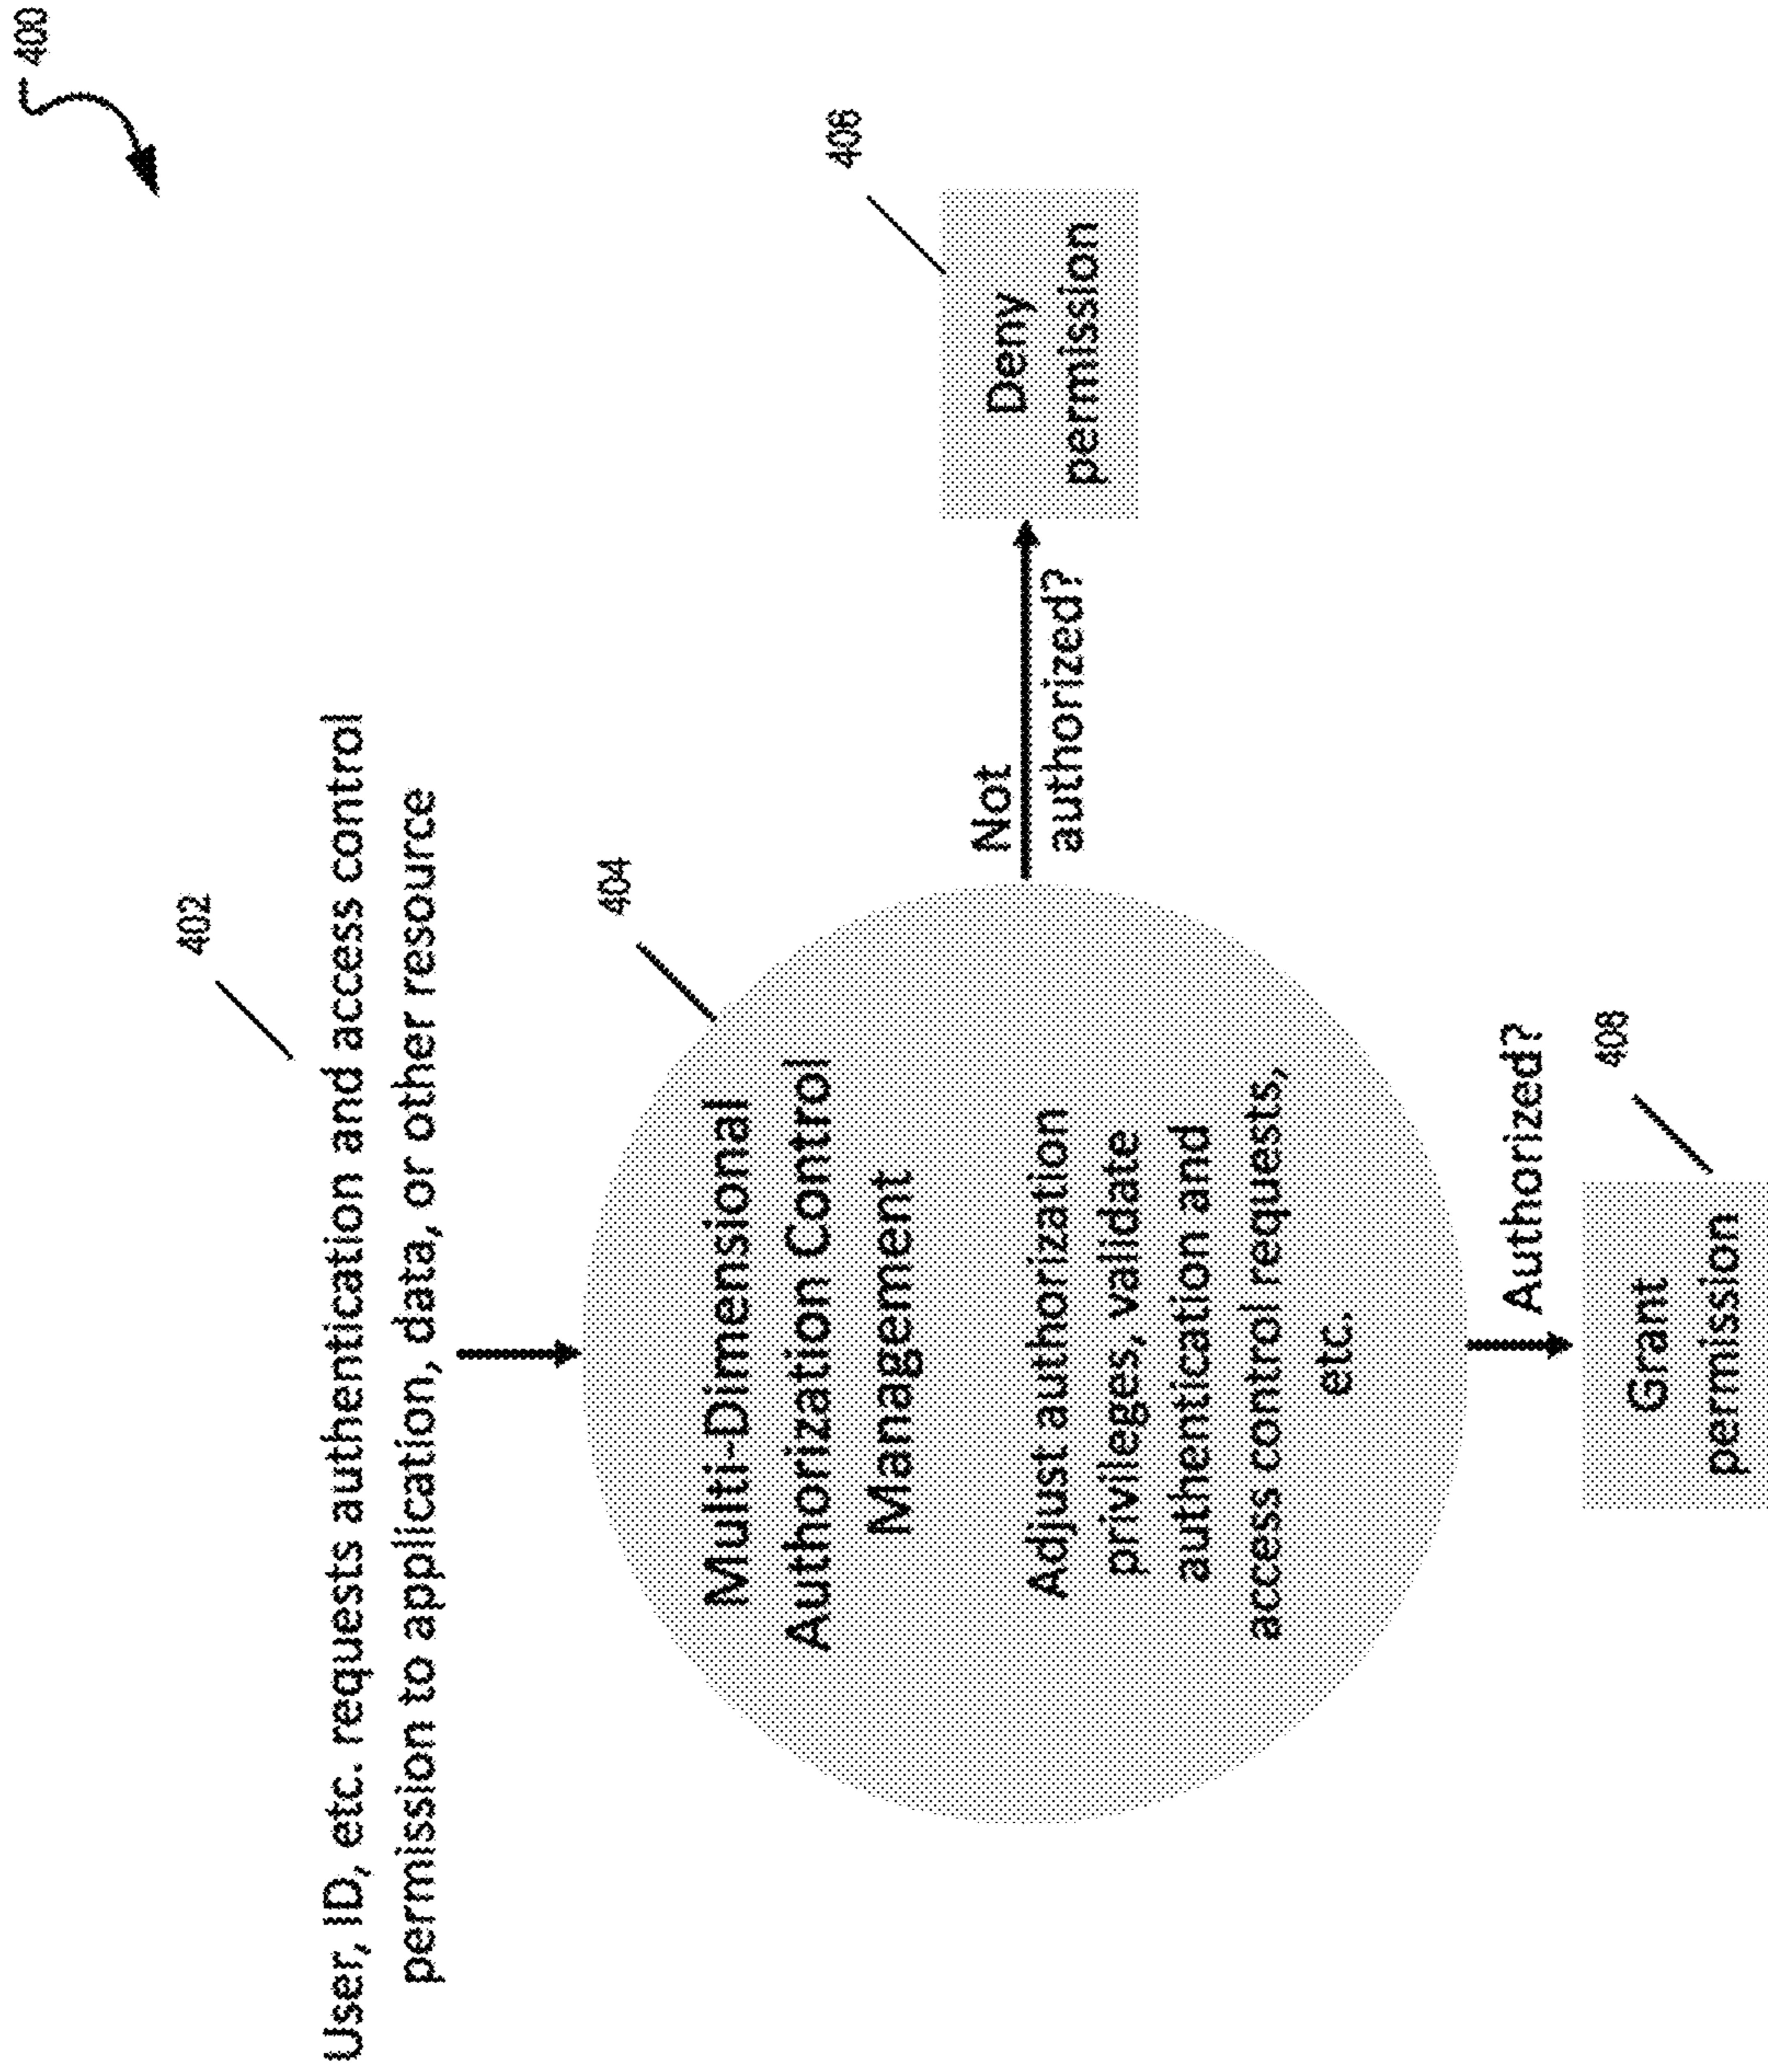 400
402
User, ID, etc. requests authentication and access control
permission to application, data, or other resource
404
Multi-Dimensional
Authorization Control
Management
Adjust authorization
privileges, validate
authentication and
access control requests,
etc.
Not
authorized?
408
Deny
permission
Authorized?
408
Grant
permission